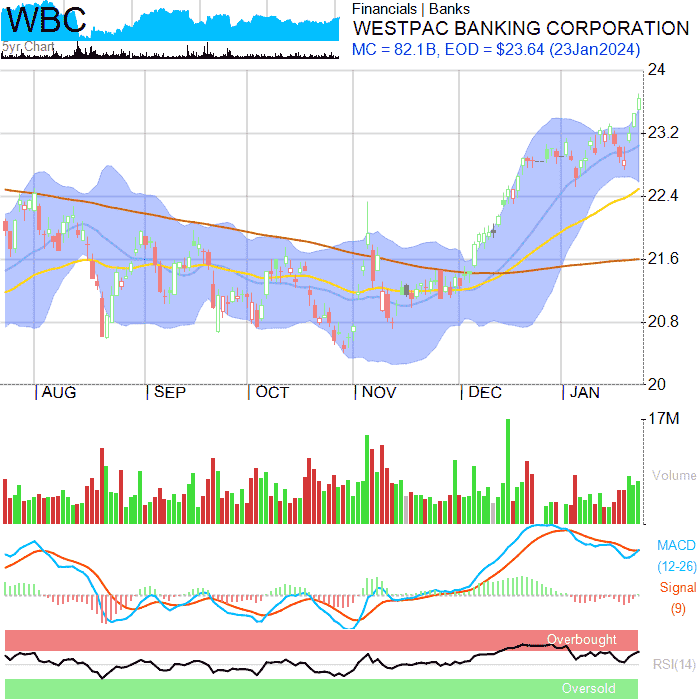 WBC
5yr Chart
Financials | Banks
WESTPAC BANKING CORPORATION
MC = 82.1B, EOD = $23.64 (23Jan2024)
24
23.2
22.4
21.6
20.8
20
AUG SEP OCT NOV DEC JAN
17M
Volume
MACD
(12-26)
Signal
(9)
Overbought
RSI(14)
Oversold